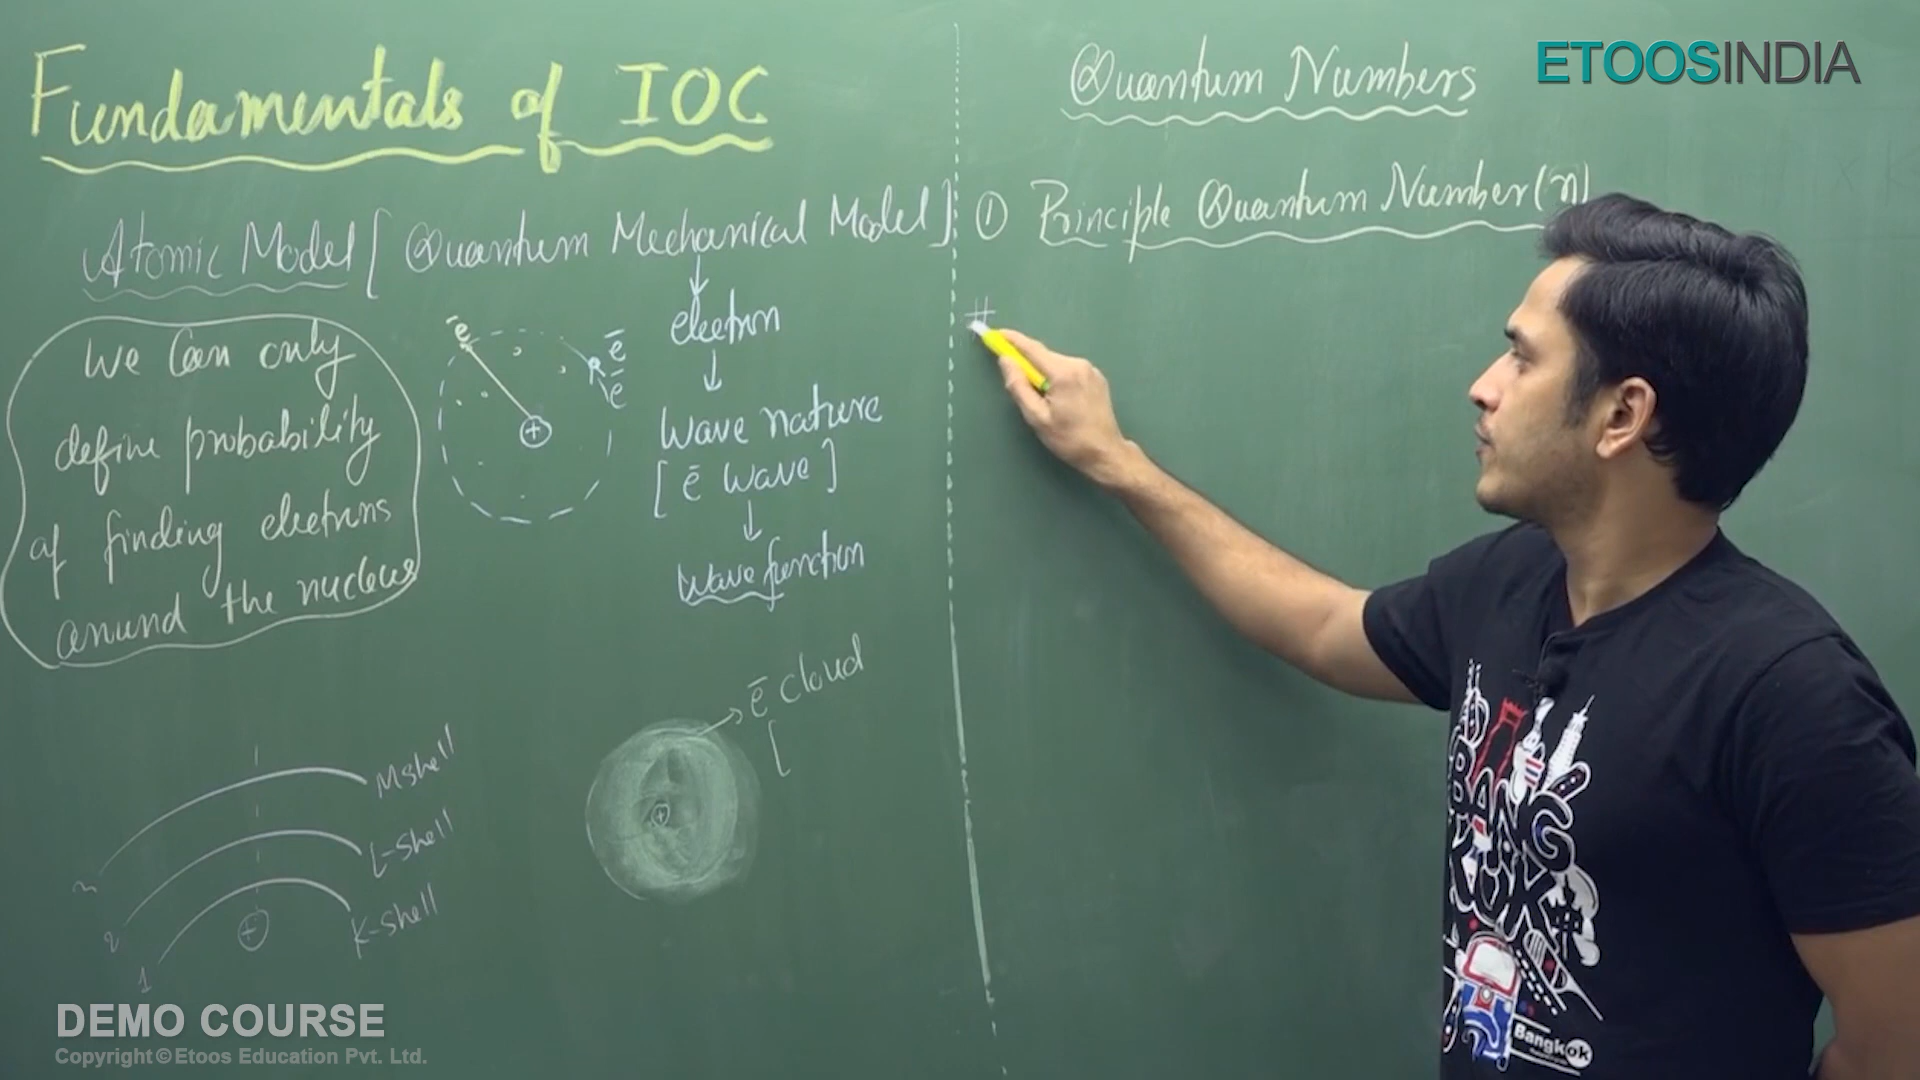 Fundamentals of IOC
Atomic Model [ Quantum Mechanical Model ]
We Can only
define probability
of finding electrons
around the nucleus
ē
ē
ē
+
electron
Wave nature
[ ē wave ]
wave function
ē cloud
[
+
M shell
L-shell
K-shell
2
1
+
Quantum Numbers
① Principle Quantum Number (n)
#
ETOOSINDIA
BANGKOK
Bangkok
DEMO COURSE
Copyright © Etoos Education Pvt. Ltd.